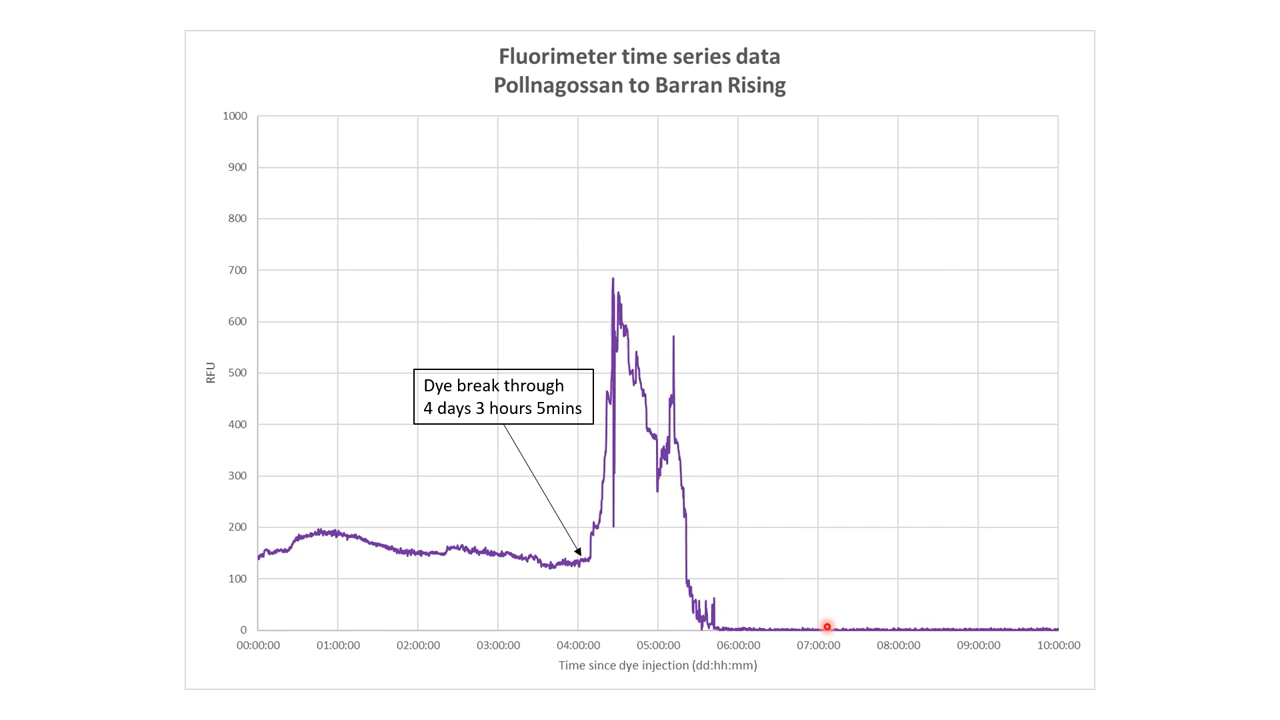 Fluorimeter time series data
Pollnagossan to Barran Rising
1000
900
800
700
600
500
400
300
200
100
0
RFU
Dye break through
4 days 3 hours 5mins
00:00:00 01:00:00 02:00:00 03:00:00 04:00:00 05:00:00 06:00:00 07:00:00 08:00:00 09:00:00 10:00:00
Time since dye injection (dd:hh:mm)